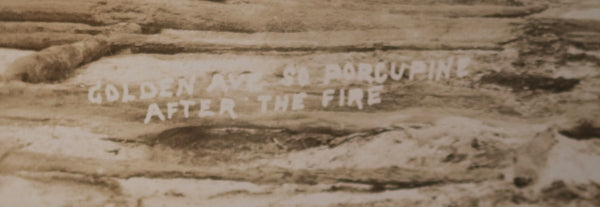 GOLDEN AVE. SO PORCUPINE
AFTER THE FIRE